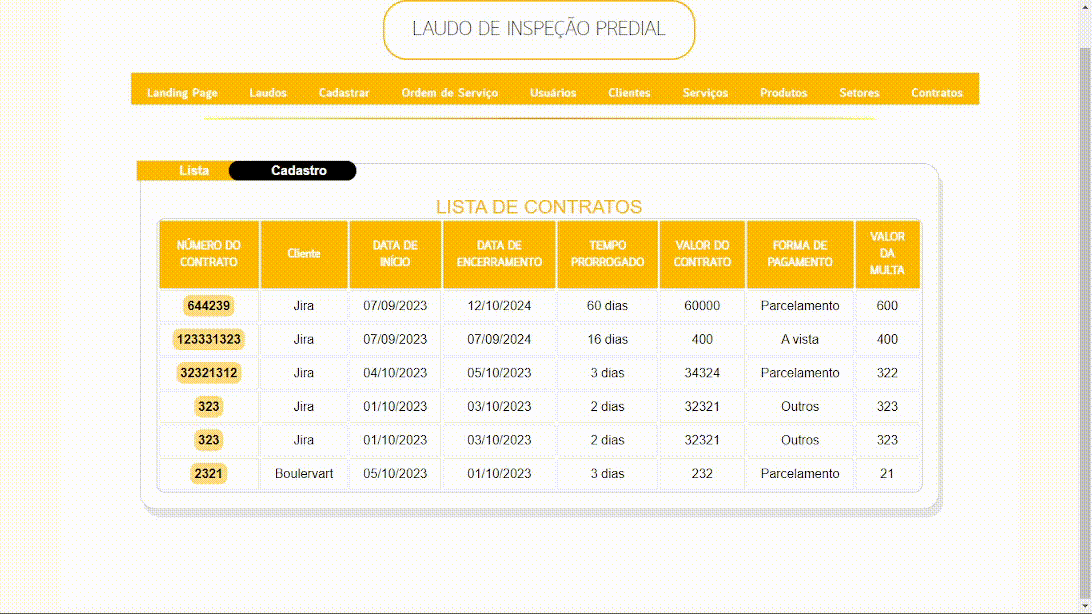 LAUDO DE INSPEÇÃO PREDIAL
Landing Page Laudos Cadastrar Ordem de Serviço Usuários Clientes Serviços Produtos Setores Contratos
Lista Cadastro
LISTA DE CONTRATOS
NÚMERO DO CONTRATO Cliente DATA DE INÍCIO DATA DE ENCERRAMENTO TEMPO PRORROGADO VALOR DO CONTRATO FORMA DE PAGAMENTO VALOR DA MULTA
644239 Jira 07/09/2023 12/10/2024 60 dias 60000 Parcelamento 600
123331323 Jira 07/09/2023 07/09/2024 16 dias 400 A vista 400
32321312 Jira 04/10/2023 05/10/2023 3 dias 34324 Parcelamento 322
323 Jira 01/10/2023 03/10/2023 2 dias 32321 Outros 323
323 Jira 01/10/2023 03/10/2023 2 dias 32321 Outros 323
2321 Boulervart 05/10/2023 01/10/2023 3 dias 232 Parcelamento 21